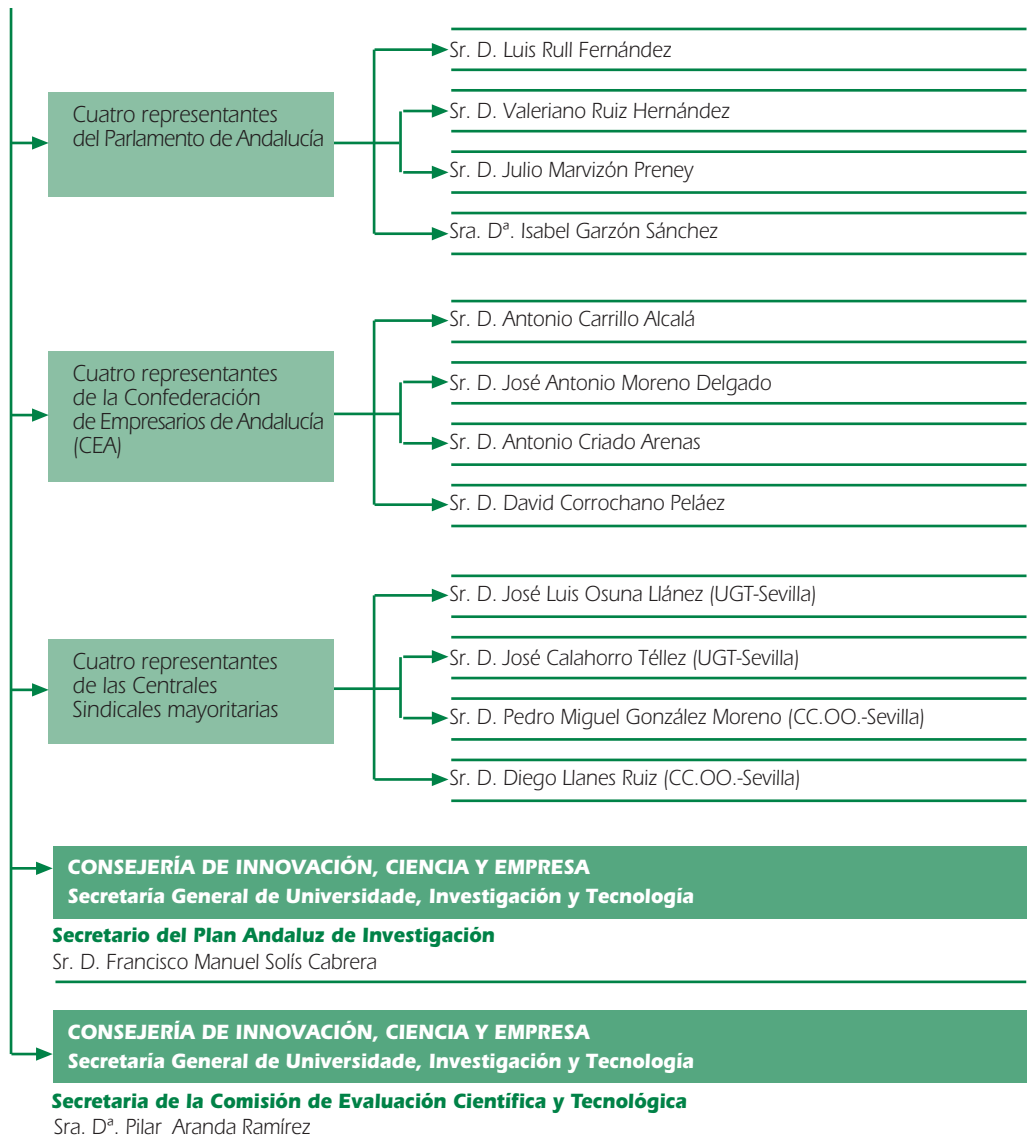 Cuatro representantes
del Parlamento de Andalucía
Sr. D. Luis Rull Fernández
Sr. D. Valeriano Ruiz Hernández
Sr. D. Julio Marvizón Preney
Sra. Dª. Isabel Garzón Sánchez
Cuatro representantes
de la Confederación
de Empresarios de Andalucía
(CEA)
Sr. D. Antonio Carrillo Alcalá
Sr. D. José Antonio Moreno Delgado
Sr. D. Antonio Criado Arenas
Sr. D. David Corrochano Peláez
Cuatro representantes
de las Centrales
Sindicales mayoritarias
Sr. D. José Luis Osuna Llánez (UGT-Sevilla)
Sr. D. José Calahorro Téllez (UGT-Sevilla)
Sr. D. Pedro Miguel González Moreno (CC.OO.-Sevilla)
Sr. D. Diego Llanes Ruiz (CC.OO.-Sevilla)
CONSEJERÍA DE INNOVACIÓN, CIENCIA Y EMPRESA
Secretaría General de Universidade, Investigación y Tecnología
Secretario del Plan Andaluz de Investigación
Sr. D. Francisco Manuel Solís Cabrera
CONSEJERÍA DE INNOVACIÓN, CIENCIA Y EMPRESA
Secretaría General de Universidade, Investigación y Tecnología
Secretaria de la Comisión de Evaluación Científica y Tecnológica
Sra. Dª. Pilar Aranda Ramírez